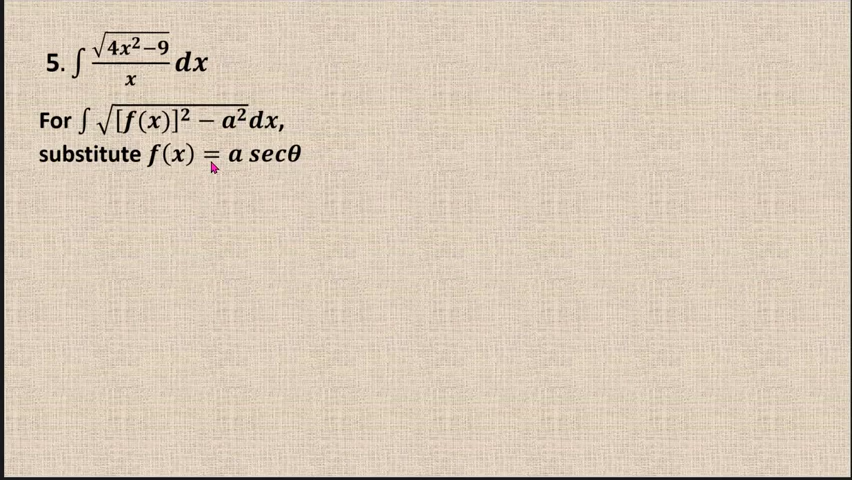 5. ∫ √(4x²−9)/x dx
For ∫ √([f(x)]² − a²) dx,
substitute f(x) = a secθ